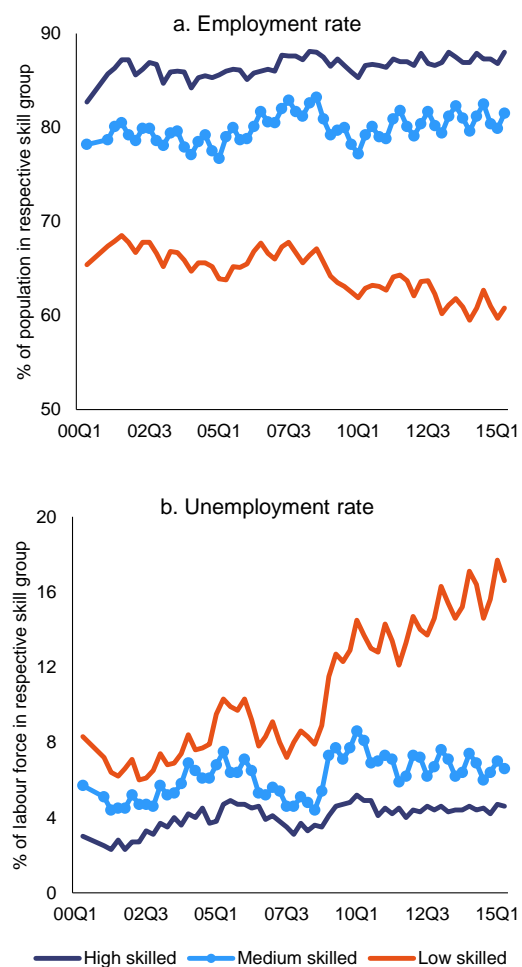 a. Employment rate
% of population in respective skill group
90
80
70
60
50
00Q1 02Q3 05Q1 07Q3 10Q1 12Q3 15Q1
b. Unemployment rate
% of labour force in respective skill group
20
16
12
8
4
0
00Q1 02Q3 05Q1 07Q3 10Q1 12Q3 15Q1
High skilled Medium skilled Low skilled